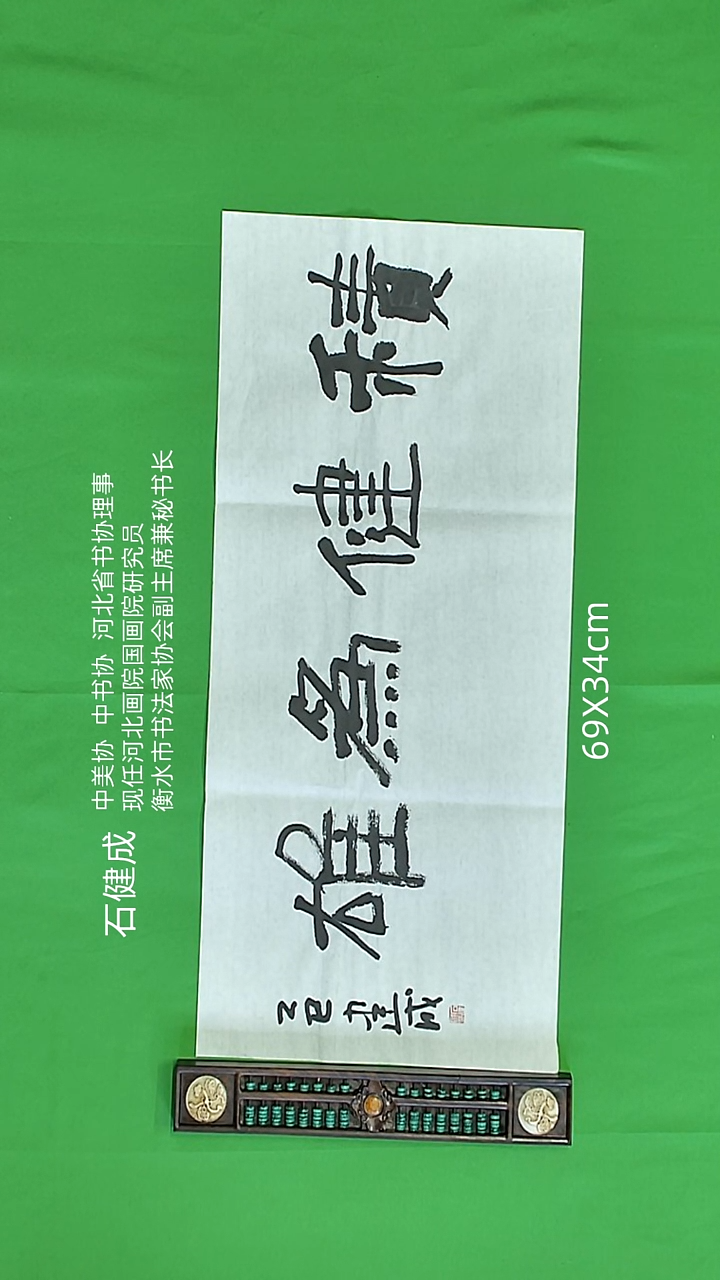 石健成
中美协 中书协 河北省书协理事
现任河北画院国画院研究员
衡水市书法家协会副主席兼秘书长
積健為雄
乙巳 健成
69X34cm